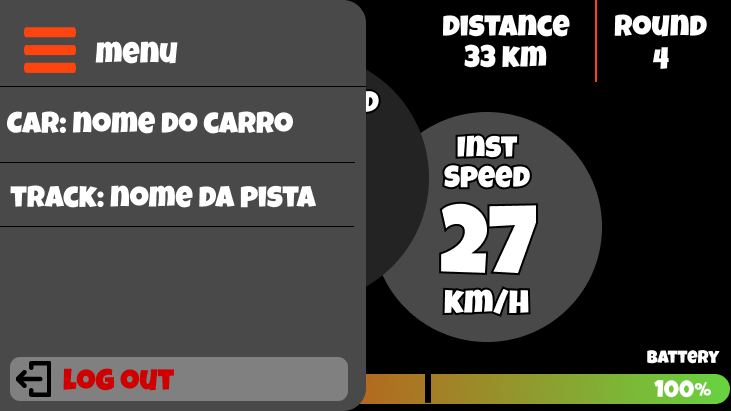 menu
CAR: nome do carro
TRACK: nome da pista
LOG OUT
DISTANCE
33 Km
ROUND
4
D
INST
SPEED
27
Km/H
BATTERY
100%